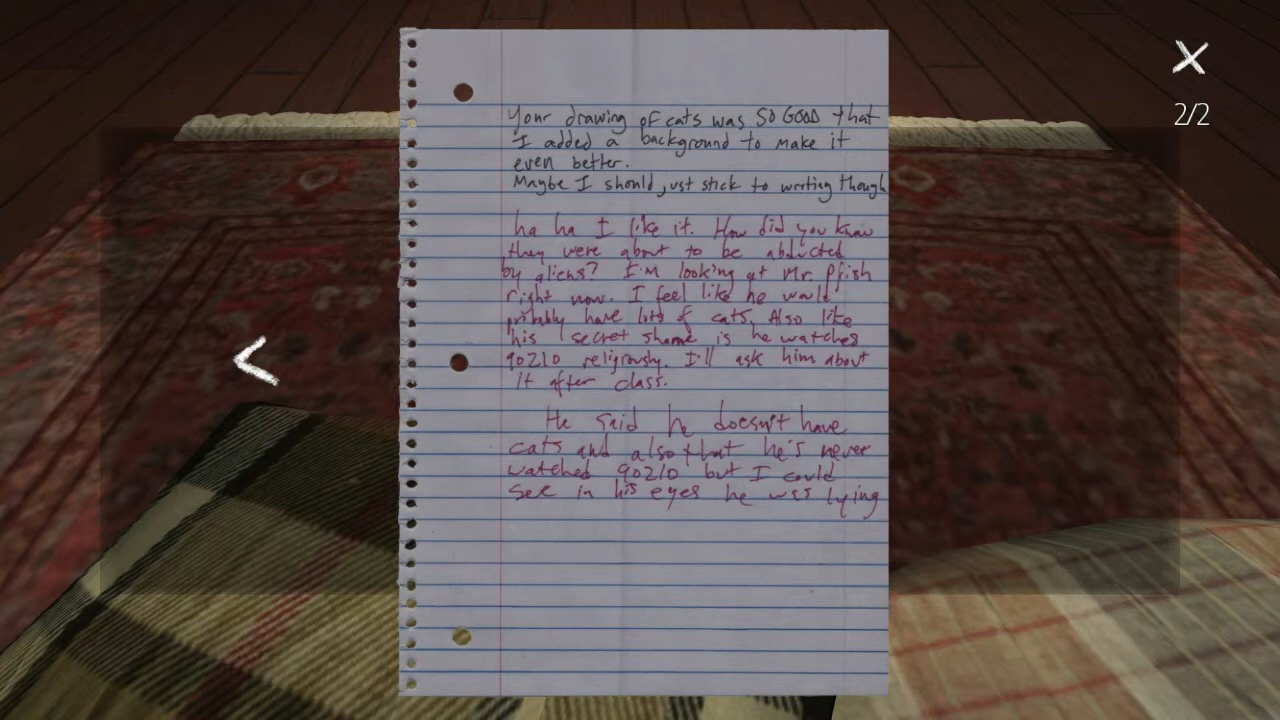 2/2
Your drawing of cats was SO GOOD that
I added a background to make it
even better.
Maybe I should just stick to writing though
ha ha I like it. How did you know
they were about to be abducted
by aliens? I'm looking at Mr. Pfish
right now. I feel like he would
probably have lots of cats. Also like
his secret shame is he watches
90210 religiously. I'll ask him about
it after class.
He said he doesn't have
cats and also that he's never
watched 90210 but I could
see in his eyes he was lying